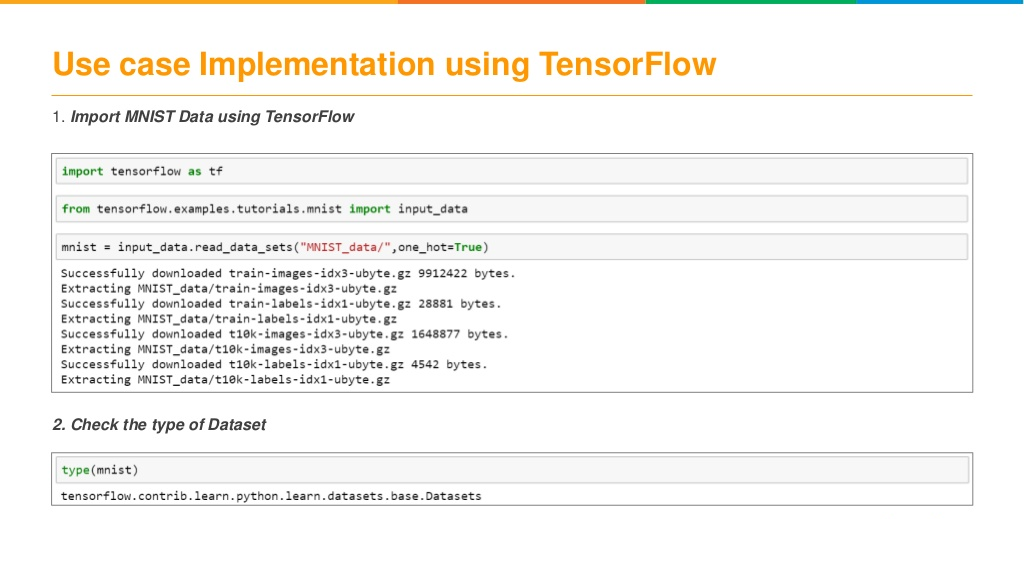 Use case Implementation using TensorFlow
1. Import MNIST Data using TensorFlow
import tensorflow as tf
from tensorflow.examples.tutorials.mnist import input_data
mnist = input_data.read_data_sets("MNIST_data/",one_hot=True)
Successfully downloaded train-images-idx3-ubyte.gz 9912422 bytes.
Extracting MNIST_data/train-images-idx3-ubyte.gz
Successfully downloaded train-labels-idx1-ubyte.gz 28881 bytes.
Extracting MNIST_data/train-labels-idx1-ubyte.gz
Successfully downloaded t10k-images-idx3-ubyte.gz 1648877 bytes.
Extracting MNIST_data/t10k-images-idx3-ubyte.gz
Successfully downloaded t10k-labels-idx1-ubyte.gz 4542 bytes.
Extracting MNIST_data/t10k-labels-idx1-ubyte.gz
2. Check the type of Dataset
type(mnist)
tensorflow.contrib.learn.python.learn.datasets.base.Datasets